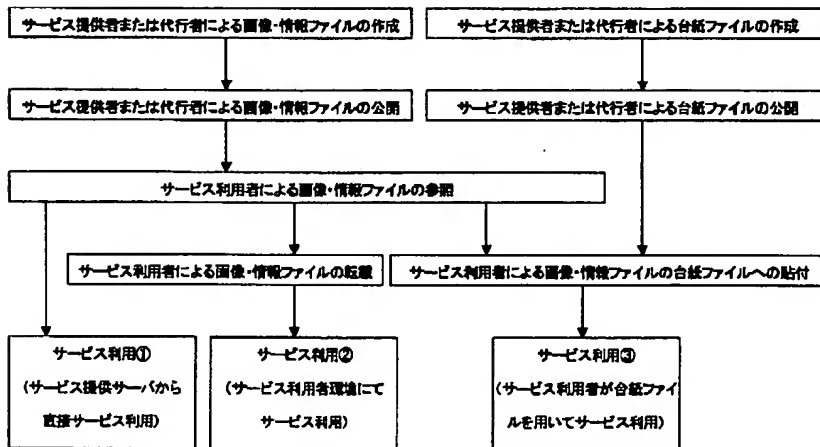 サービス提供者または代行者による画像・情報ファイルの作成
サービス提供者または代行者による台紙ファイルの作成
サービス提供者または代行者による画像・情報ファイルの公開
サービス提供者または代行者による台紙ファイルの公開
サービス利用者による画像・情報ファイルの参照
サービス利用者による画像・情報ファイルの転載
サービス利用者による画像・情報ファイルの台紙ファイルへの貼付
サービス利用①
(サービス提供サーバから
直接サービス利用)
サービス利用②
(サービス利用者環境にて
サービス利用)
サービス利用③
(サービス利用者が台紙ファイ
ルを用いてサービス利用)